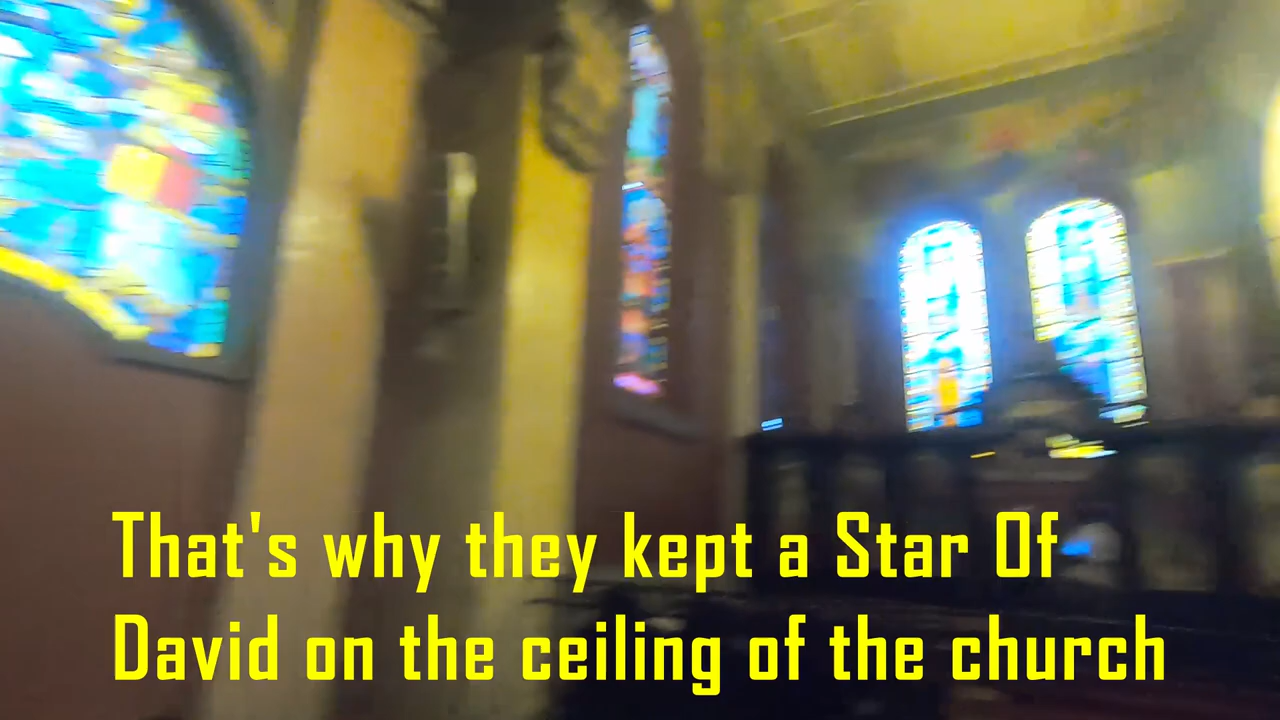 That's why they kept a Star Of
David on the ceiling of the church